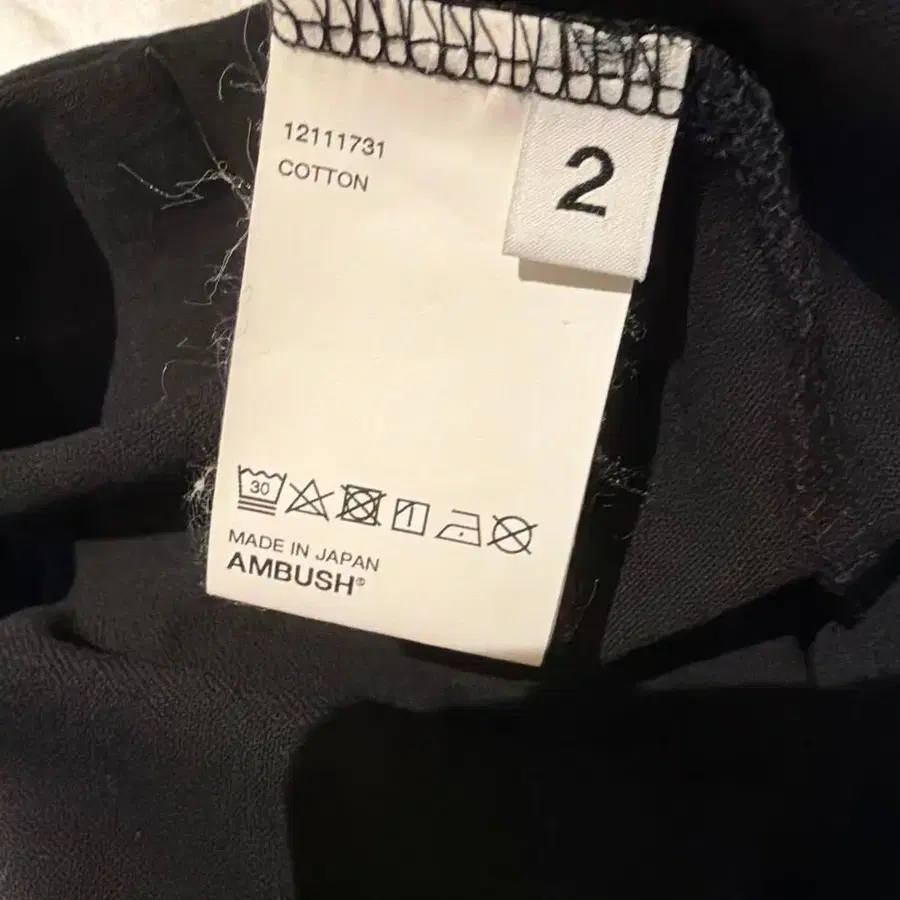 12111731
COTTON
2
30
MADE IN JAPAN
AMBUSH®